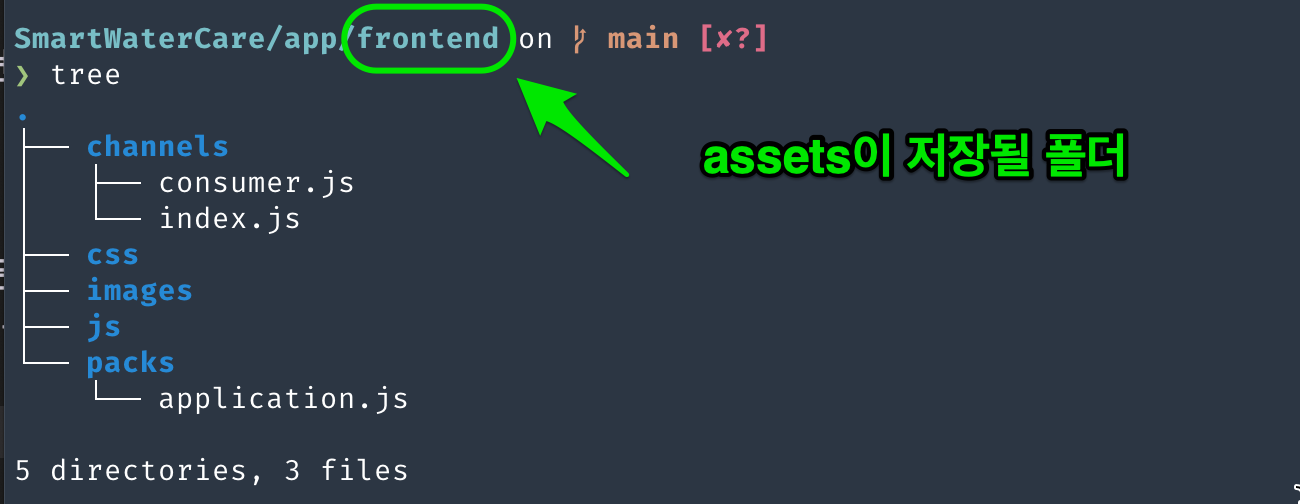 SmartWaterCare/app/frontend on main [✘?]
❯ tree
.
├── channels
│   ├── consumer.js
│   └── index.js
├── css
├── images
├── js
└── packs
    └── application.js
5 directories, 3 files
assets이 저장될 폴더